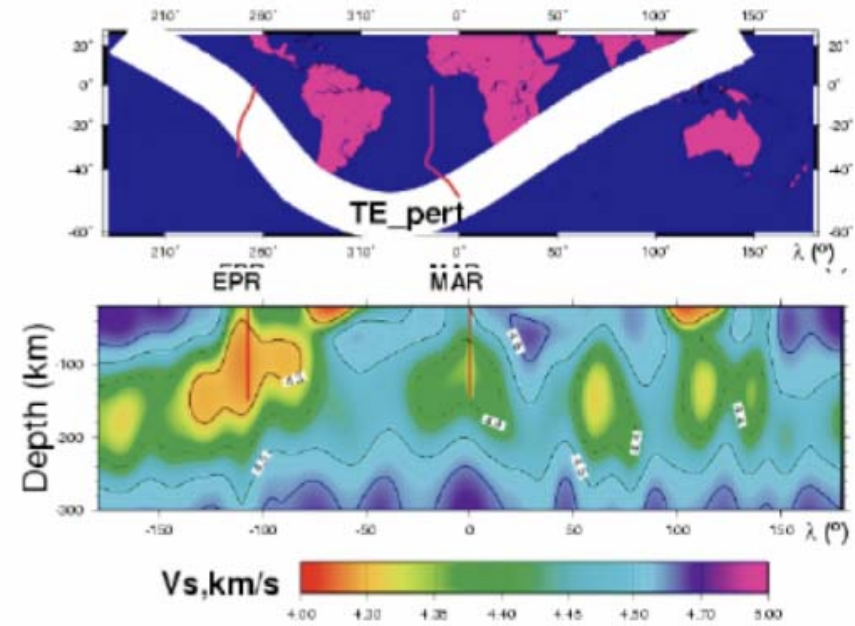 210° 260° 310° 0° 50° 100° 150°
20° 20°
0° 0°
-20° -20°
-40° -40°
TE_pert
-60° -60°
210° 260° 310° 0° 50° 100° 150° λ (°)
EPR MAR
Depth (km)
-100
-200
-300
-150 -100 -50 0 50 100 150 λ (°)
Vs,km/s
4.00 4.30 4.35 4.40 4.45 4.50 4.70 5.00